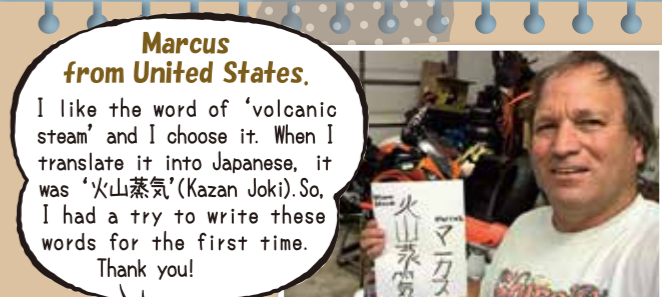 Marcus
from United States.
I like the word of ‘volcanic
steam’ and I choose it. When I
translate it into Japanese, it
was ‘火山蒸気’(Kazan Joki).So,
I had a try to write these
words for the first time.
Thank you!
火山蒸気
マーカス